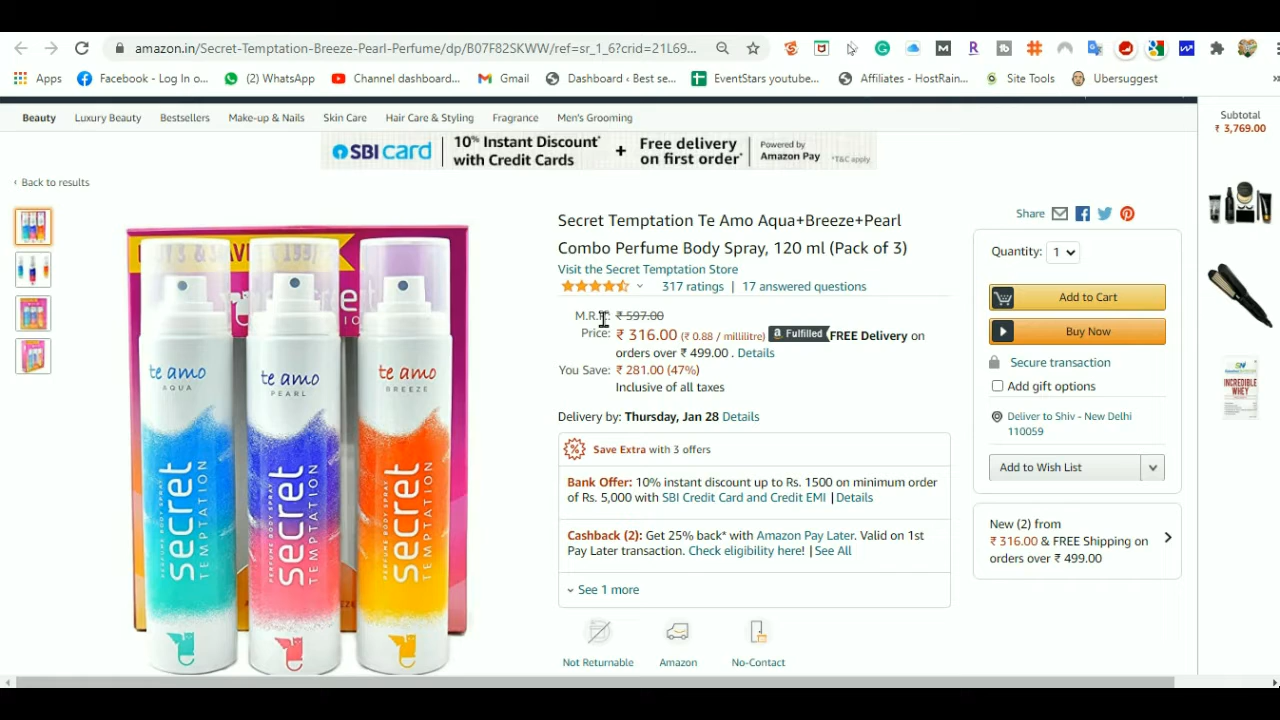 amazon.in/Secret-Temptation-Breeze-Pearl-Perfume/dp/B07F82SKWW/ref=sr_1_6?crid=21L69...
Apps
Facebook - Log In o...
(2) WhatsApp
Channel dashboard...
Gmail
Dashboard ‹ Best se...
EventStars youtube...
Affiliates - HostRain...
Site Tools
Ubersuggest
Beauty Luxury Beauty Bestsellers Make-up & Nails Skin Care Hair Care & Styling Fragrance Men's Grooming
Subtotal
₹ 3,769.00
SBI card
10% Instant Discount*
with Credit Cards
+
Free delivery
on first order*
Powered by
Amazon Pay
*T&C apply.
‹ Back to results
te amo
AQUA
te amo
PEARL
te amo
BREEZE
PERFUME BODY SPRAY
secret
TEMPTATION
PERFUME BODY SPRAY
secret
TEMPTATION
PERFUME BODY SPRAY
secret
TEMPTATION
Secret Temptation Te Amo Aqua+Breeze+Pearl
Combo Perfume Body Spray, 120 ml (Pack of 3)
Visit the Secret Temptation Store
317 ratings | 17 answered questions
₹ 597.00
Price: ₹ 316.00 (₹ 0.88 / millilitre) Fulfilled FREE Delivery on
orders over ₹ 499.00 . Details
You Save: ₹ 281.00 (47%)
Inclusive of all taxes
Delivery by: Thursday, Jan 28 Details
Save Extra with 3 offers
Bank Offer: 10% instant discount up to Rs. 1500 on minimum order
of Rs. 5,000 with SBI Credit Card and Credit EMI | Details
Cashback (2): Get 25% back* with Amazon Pay Later. Valid on 1st
Pay Later transaction. Check eligibility here! | See All
See 1 more
Not Returnable
Amazon
No-Contact
Share
Quantity: 1
Add to Cart
Buy Now
Secure transaction
Add gift options
Deliver to Shiv - New Delhi
110059
Add to Wish List
New (2) from
₹ 316.00 & FREE Shipping on
orders over ₹ 499.00
INCREDIBLE
WHEY